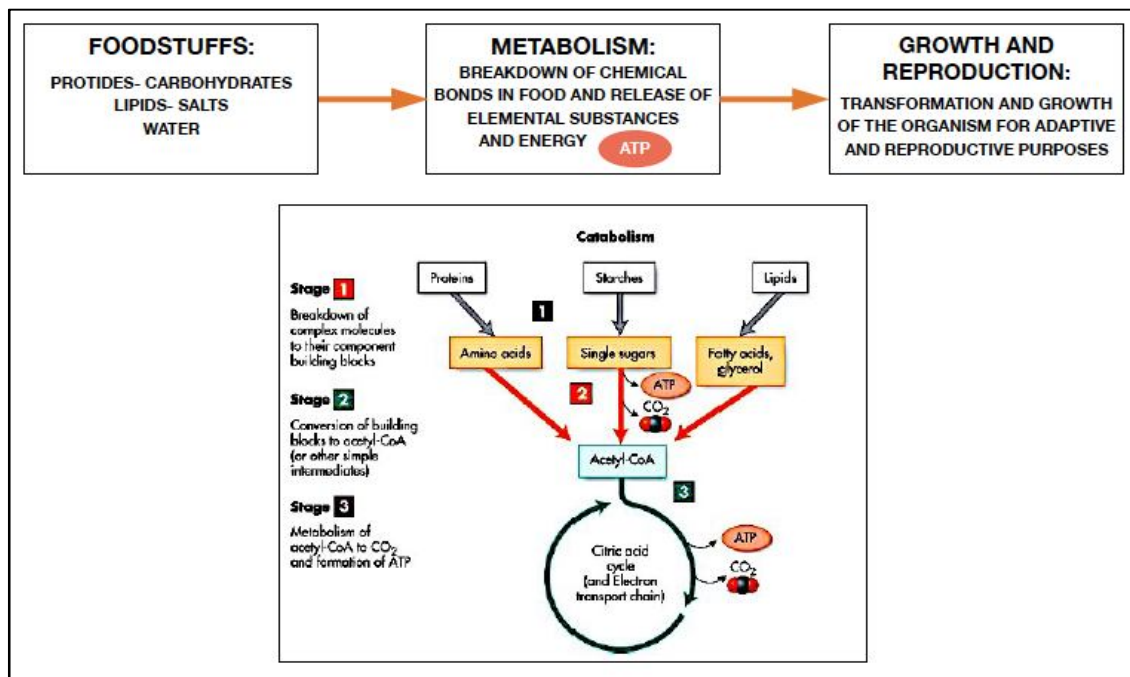 FOODSTUFFS:
PROTIDES- CARBOHYDRATES
LIPIDS- SALTS
WATER
METABOLISM:
BREAKDOWN OF CHEMICAL
BONDS IN FOOD AND RELEASE OF
ELEMENTAL SUBSTANCES
AND ENERGY
ATP
GROWTH AND
REPRODUCTION:
TRANSFORMATION AND GROWTH
OF THE ORGANISM FOR ADAPTIVE
AND REPRODUCTIVE PURPOSES
Catabolism
Stage 1
Breakdown of
complex molecules
to their component
building blocks
Stage 2
Conversion of building
blocks to acetyl-CoA
(or other simple
intermediates)
Stage 3
Metabolism of
acetyl-CoA to CO2
and formation of ATP
Proteins
Starches
Lipids
1
Amino acids
Single sugars
Fatty acids,
glycerol
2
ATP
CO2
Acetyl-CoA
3
Citric acid
cycle
(and Electron
transport chain)
ATP
CO2